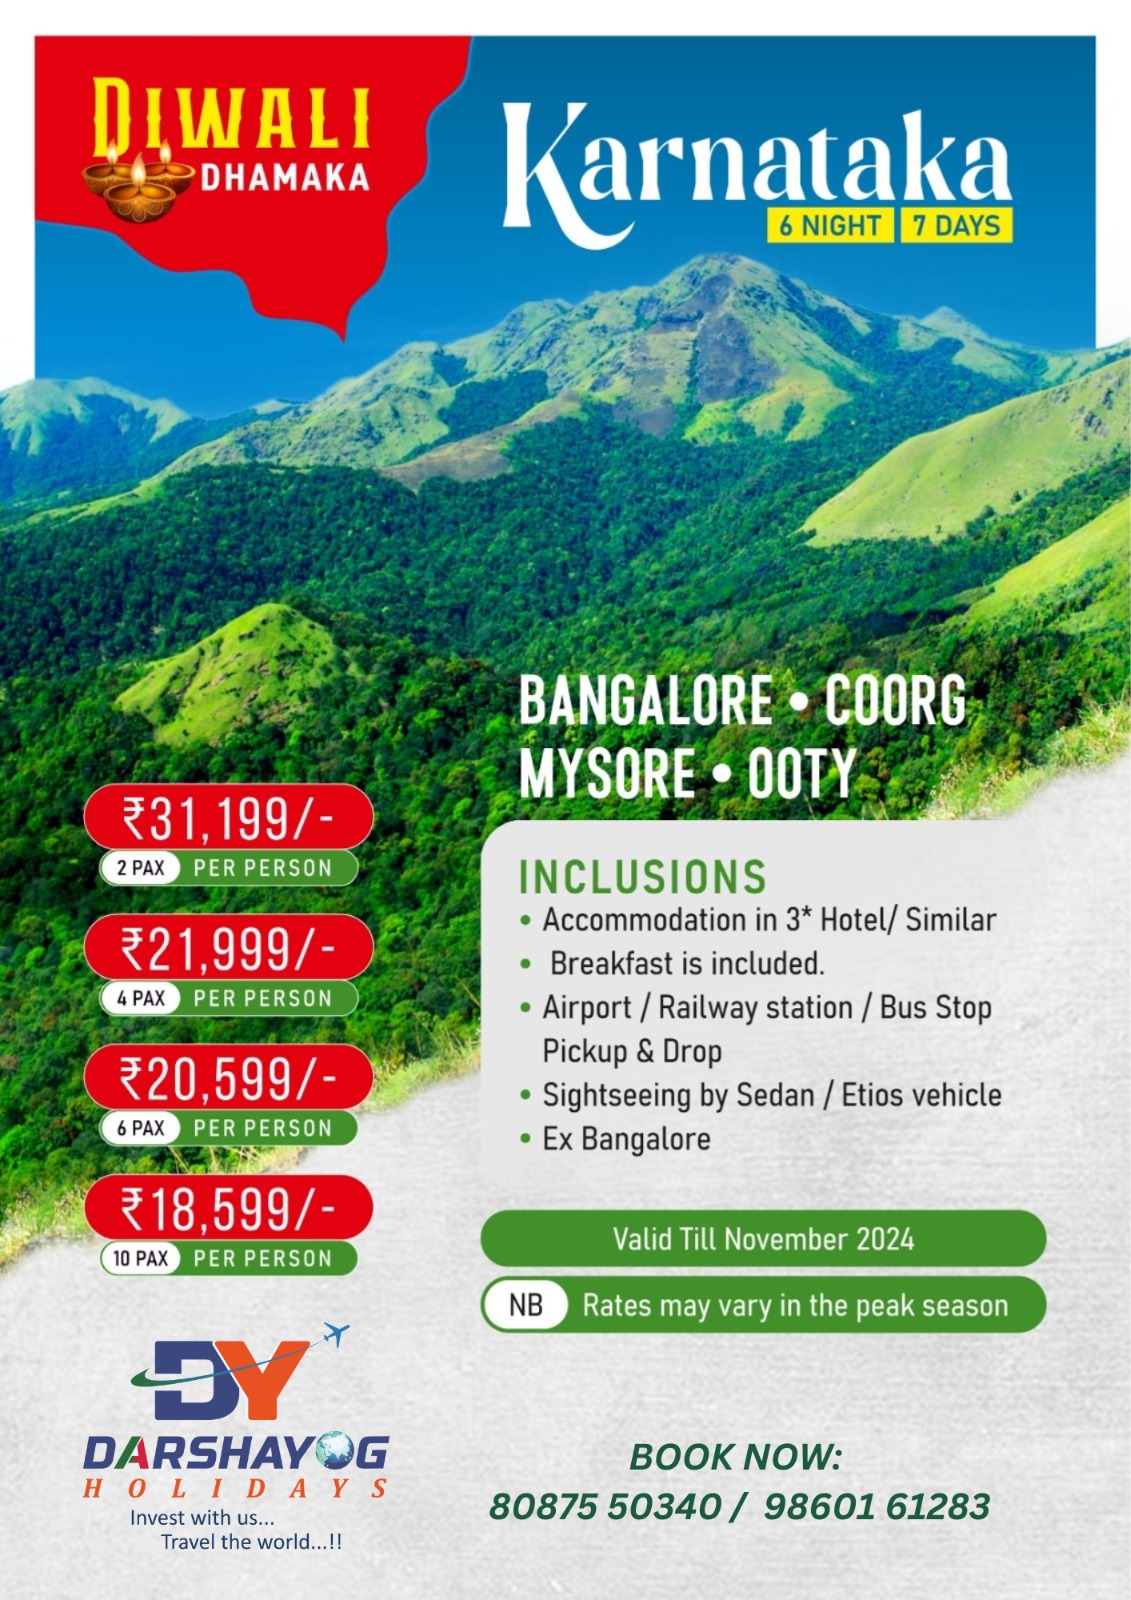 DIWALI
DHAMAKA
Karnataka
6 NIGHT 7 DAYS
BANGALORE • COORG
MYSORE • OOTY
₹31,199/-
2 PAX PER PERSON
₹21,999/-
4 PAX PER PERSON
₹20,599/-
6 PAX PER PERSON
₹18,599/-
10 PAX PER PERSON
INCLUSIONS
• Accommodation in 3* Hotel/ Similar
• Breakfast is included.
• Airport / Railway station / Bus Stop
Pickup & Drop
• Sightseeing by Sedan / Etios vehicle
• Ex Bangalore
Valid Till November 2024
NB Rates may vary in the peak season
DY
DARSHAYOG
HOLIDAYS
Invest with us...
Travel the world...!!
BOOK NOW:
80875 50340 / 98601 61283